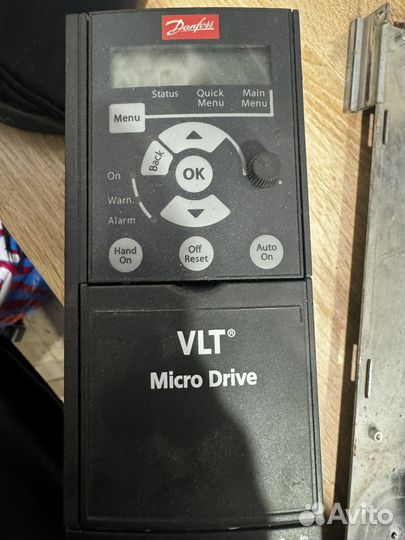 Danfoss
Status Quick Menu Main Menu
Menu
Back
OK
On
Warn.
Alarm
Hand On
Off Reset
Auto On
VLT®
Micro Drive
Avito